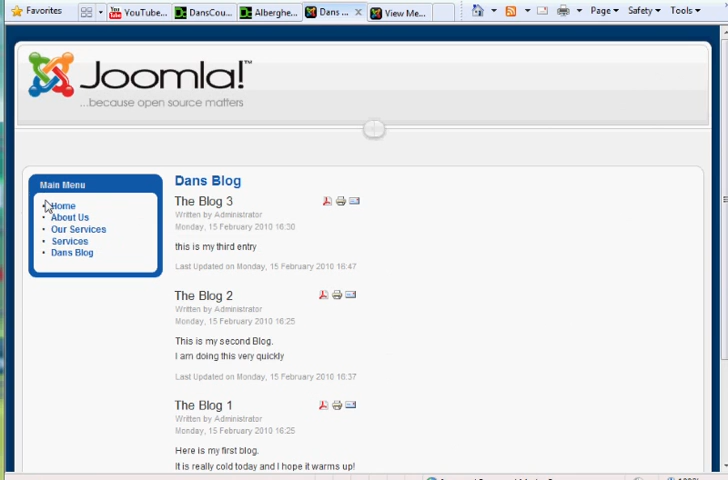 Favorites
YouTube...
DansCou...
Alberghe...
Dans ...
View Me...
Page
Safety
Tools
Joomla!™
...because open source matters
Main Menu
Home
About Us
Our Services
Services
Dans Blog
Dans Blog
The Blog 3
Written by Administrator
Monday, 15 February 2010 16:30
this is my third entry
Last Updated on Monday, 15 February 2010 16:47
The Blog 2
Written by Administrator
Monday, 15 February 2010 16:25
This is my second Blog.
I am doing this very quickly
Last Updated on Monday, 15 February 2010 16:37
The Blog 1
Written by Administrator
Monday, 15 February 2010 16:25
Here is my first blog.
It is really cold today and I hope it warms up!